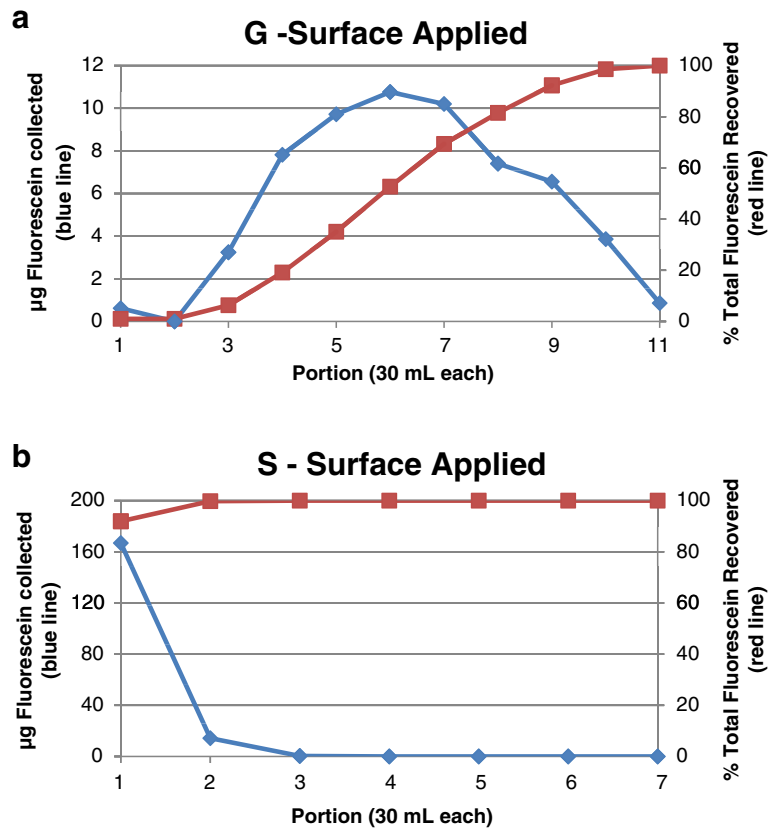 a
G -Surface Applied
µg Fluorescein collected
(blue line)
12
10
8
6
4
2
0
100
80
60
40
20
0
% Total Fluorescein Recovered
(red line)
1
3
5
7
9
11
Portion (30 mL each)
b
S - Surface Applied
µg Fluorescein collected
(blue line)
200
160
120
80
40
0
100
80
60
40
20
0
% Total Fluorescein Recovered
(red line)
1
2
3
4
5
6
7
Portion (30 mL each)